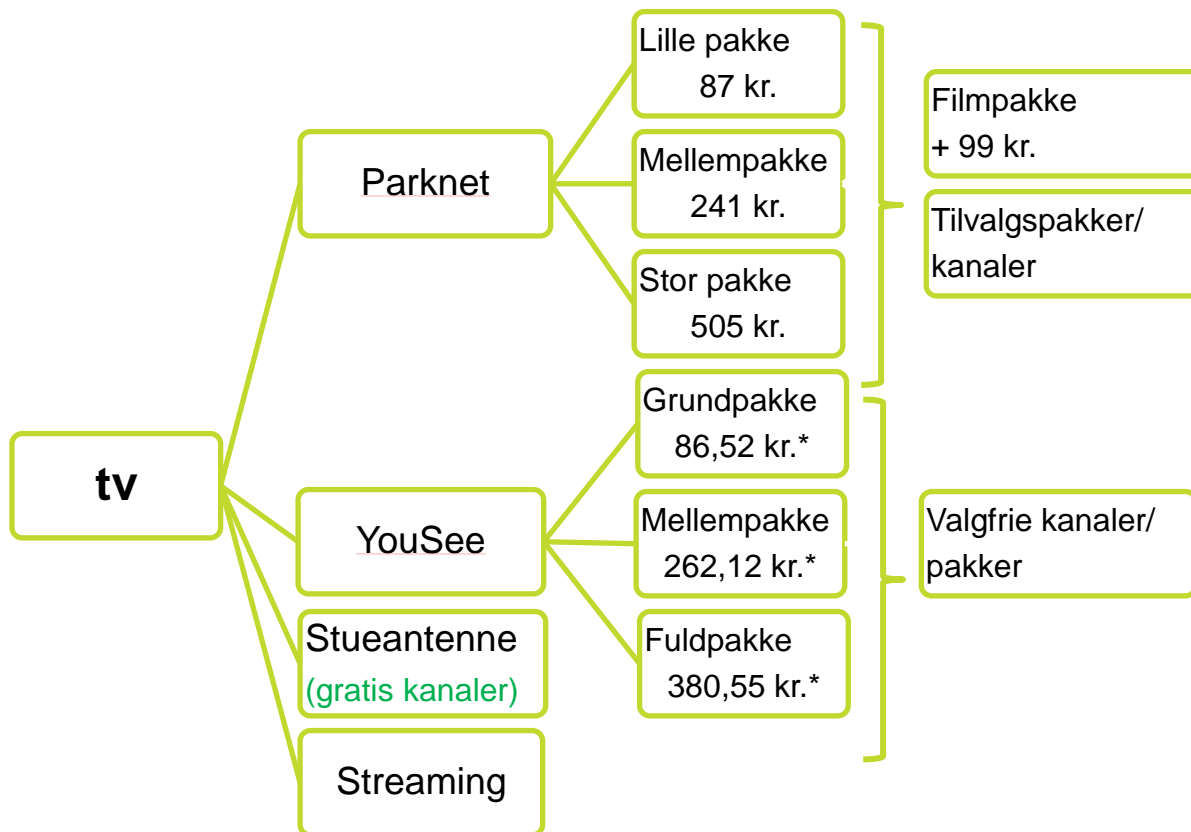 tv
Parknet
Lille pakke
87 kr.
Mellempakke
241 kr.
Stor pakke
505 kr.
Filmpakke
+ 99 kr.
Tilvalgspakker/
kanaler
YouSee
Grundpakke
86,52 kr.*
Mellempakke
262,12 kr.*
Fuldpakke
380,55 kr.*
Valgfrie kanaler/
pakker
Stueantenne
(gratis kanaler)
Streaming